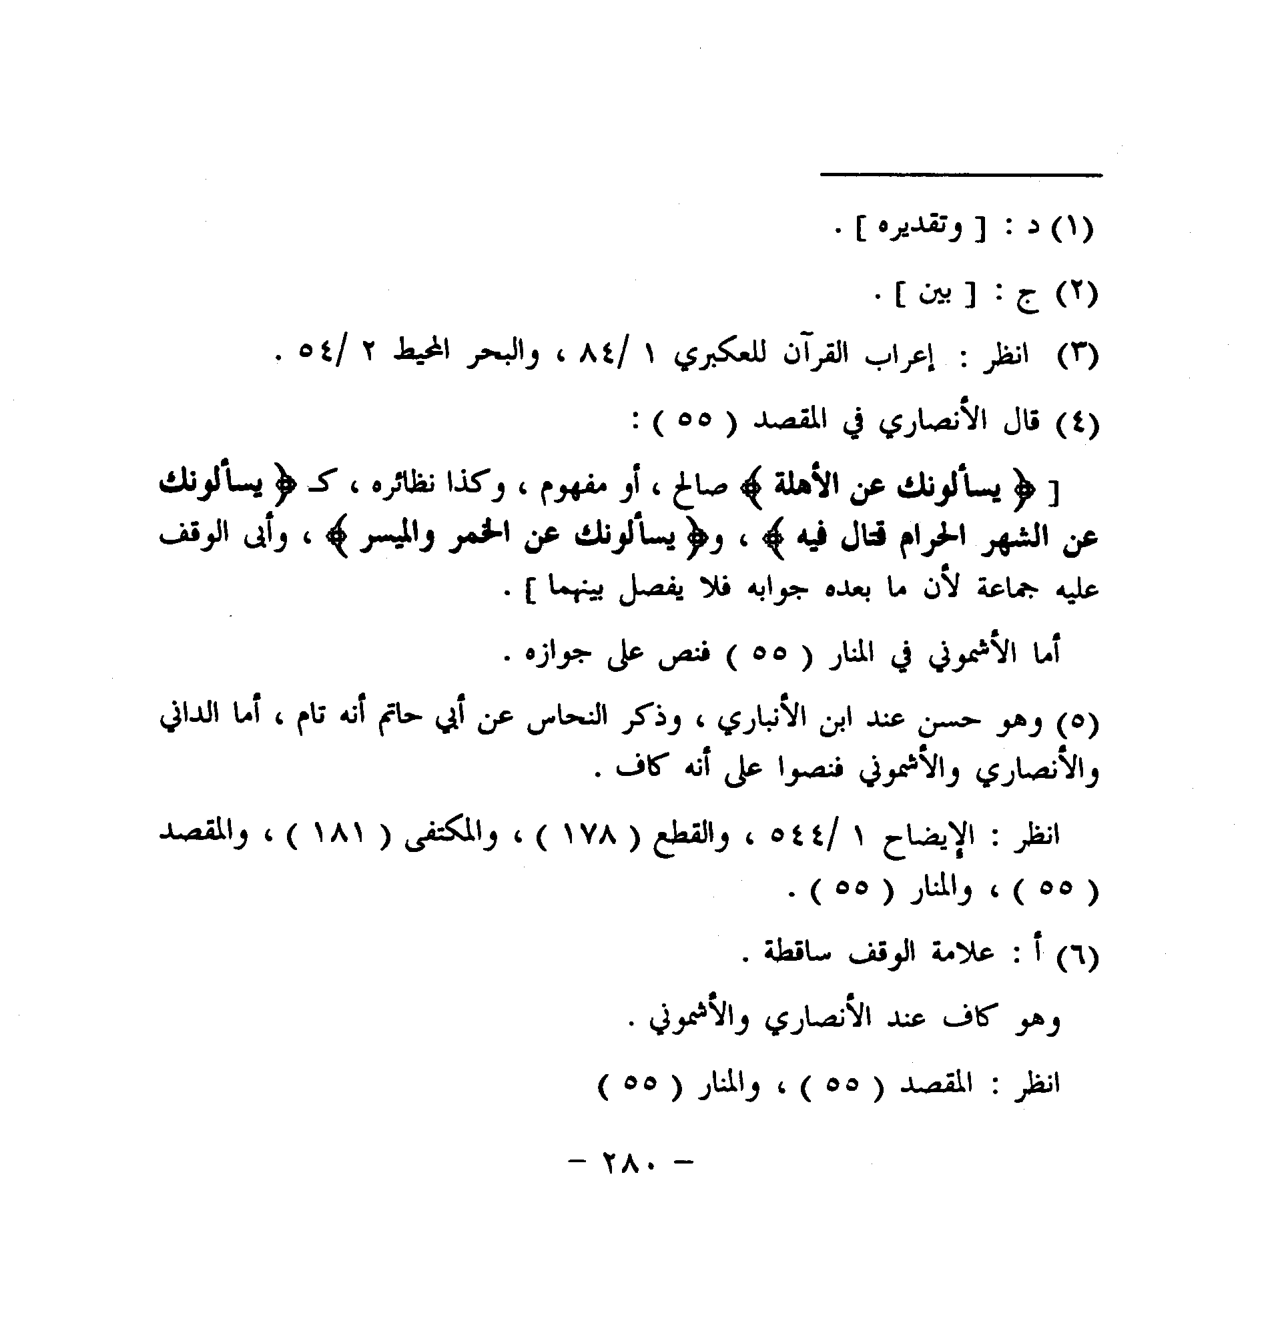 (١) د : [ وتقديره ] .
(٢) ج : [ بين ] .
(٣) انظر : إعراب القرآن للعكبري ١ /٨٤ ، والبحر المحيط ٢ /٥٤ .
(٤) قال الأنصاري في المقصد ( ٥٥ ) :
[ ﴿ يسألونك عن الأهلة ﴾ صالح ، أو مفهوم ، وكذا نظائره ، كـ ﴿ يسألونك
عن الشهر الحرام قتال فيه ﴾ ، و﴿ يسألونك عن الخمر والميسر ﴾ ، وأبى الوقف
عليه جماعة لأن ما بعده جوابه فلا يفصل بينهما ] .
أما الأشموني في المنار ( ٥٥ ) فنص على جوازه .
(٥) وهو حسن عند ابن الأنباري ، وذكر النحاس عن أبي حاتم أنه تام ، أما الداني
والأنصاري والأشموني فنصوا على أنه كاف .
انظر : الإيضاح ١ /٥٤٤ ، والقطع ( ١٧٨ ) ، والمكتفى ( ١٨١ ) ، والمقصد
( ٥٥ ) ، والمنار ( ٥٥ ) .
(٦) أ : علامة الوقف ساقطة .
وهو كاف عند الأنصاري والأشموني .
انظر : المقصد ( ٥٥ ) ، والمنار ( ٥٥ )
– ٢٨٠ –